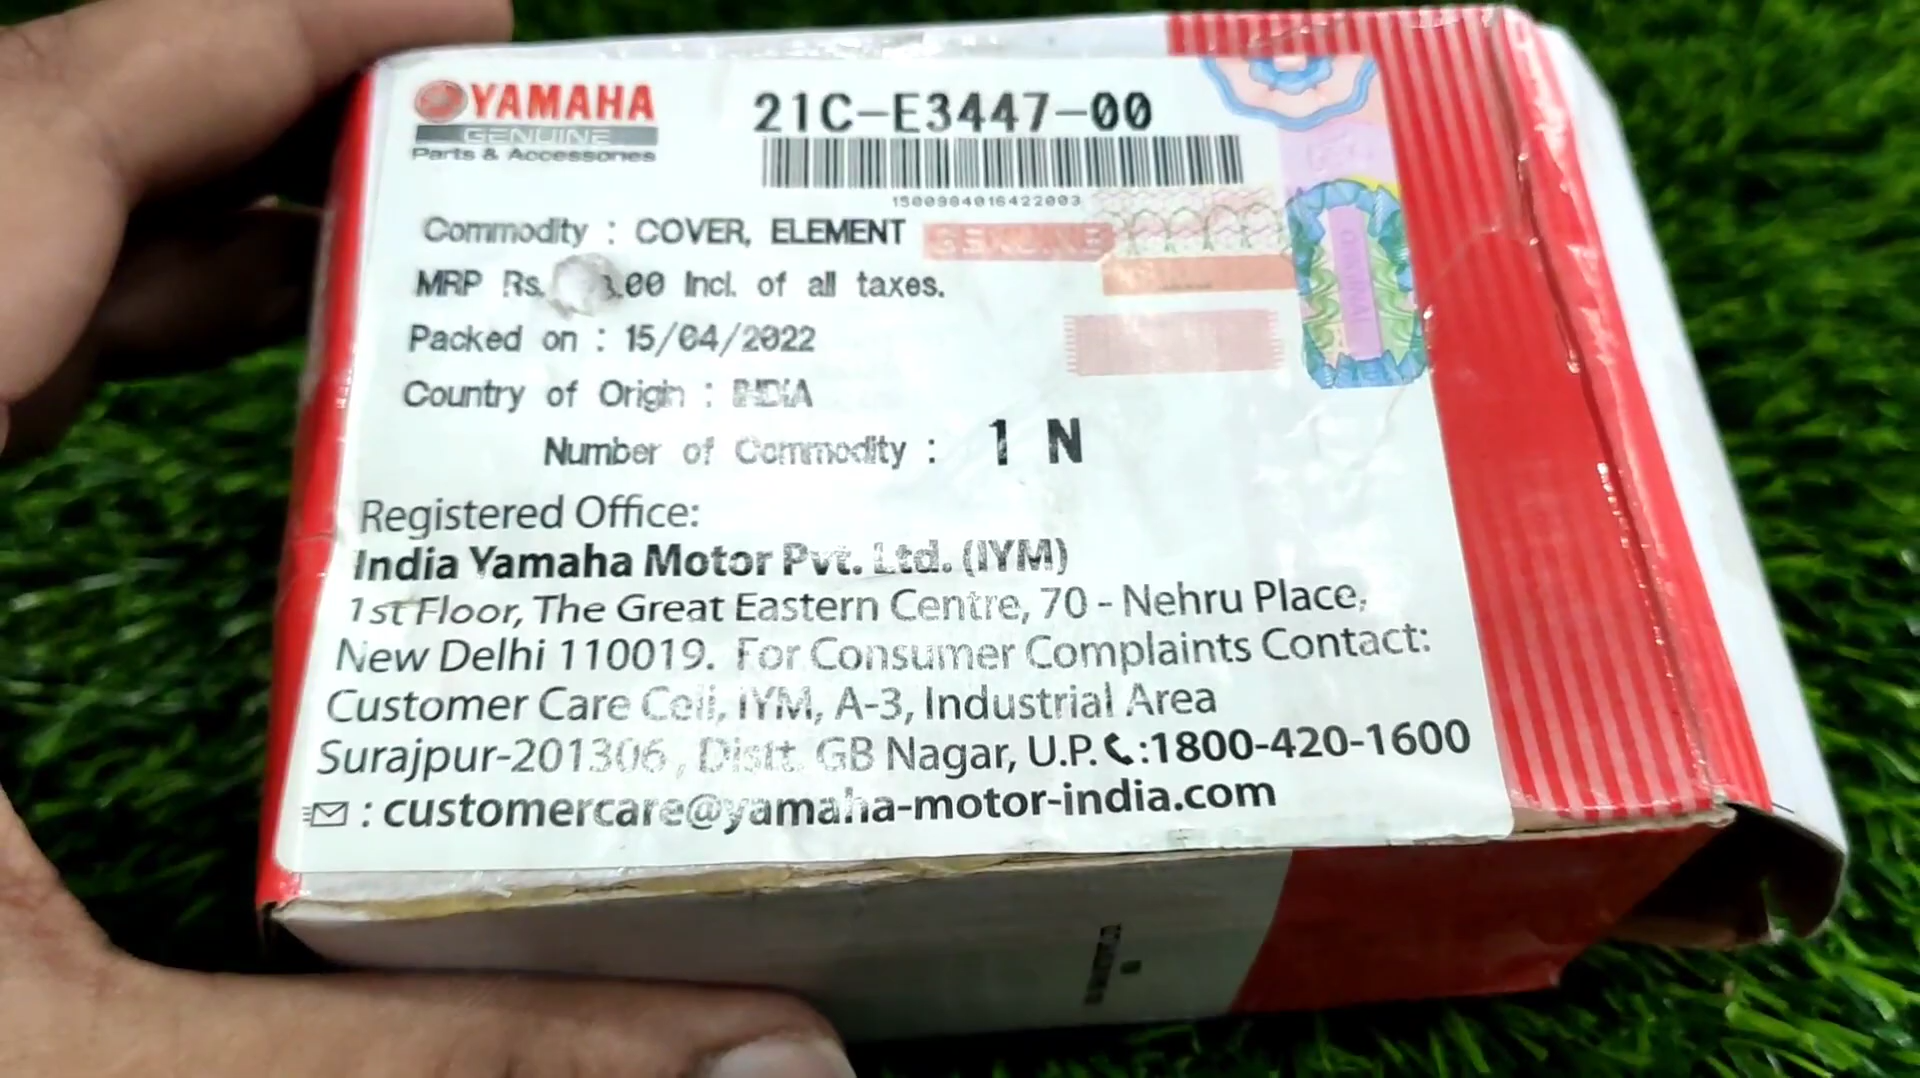 YAMAHA
GENUINE
Parts & Accessories
21C-E3447-00
1500984016422003
Commodity : COVER, ELEMENT
GENUINE
MRP Rs. .00 Incl. of all taxes.
Packed on : 15/04/2022
Country of Origin : INDIA
Number of Commodity : 1 N
Registered Office:
India Yamaha Motor Pvt. Ltd. (IYM)
1st Floor, The Great Eastern Centre, 70 - Nehru Place,
New Delhi 110019. For Consumer Complaints Contact:
Customer Care Cell, IYM, A-3, Industrial Area
Surajpur-201306, Distt. GB Nagar, U.P. :1800-420-1600
: customercare@yamaha-motor-india.com